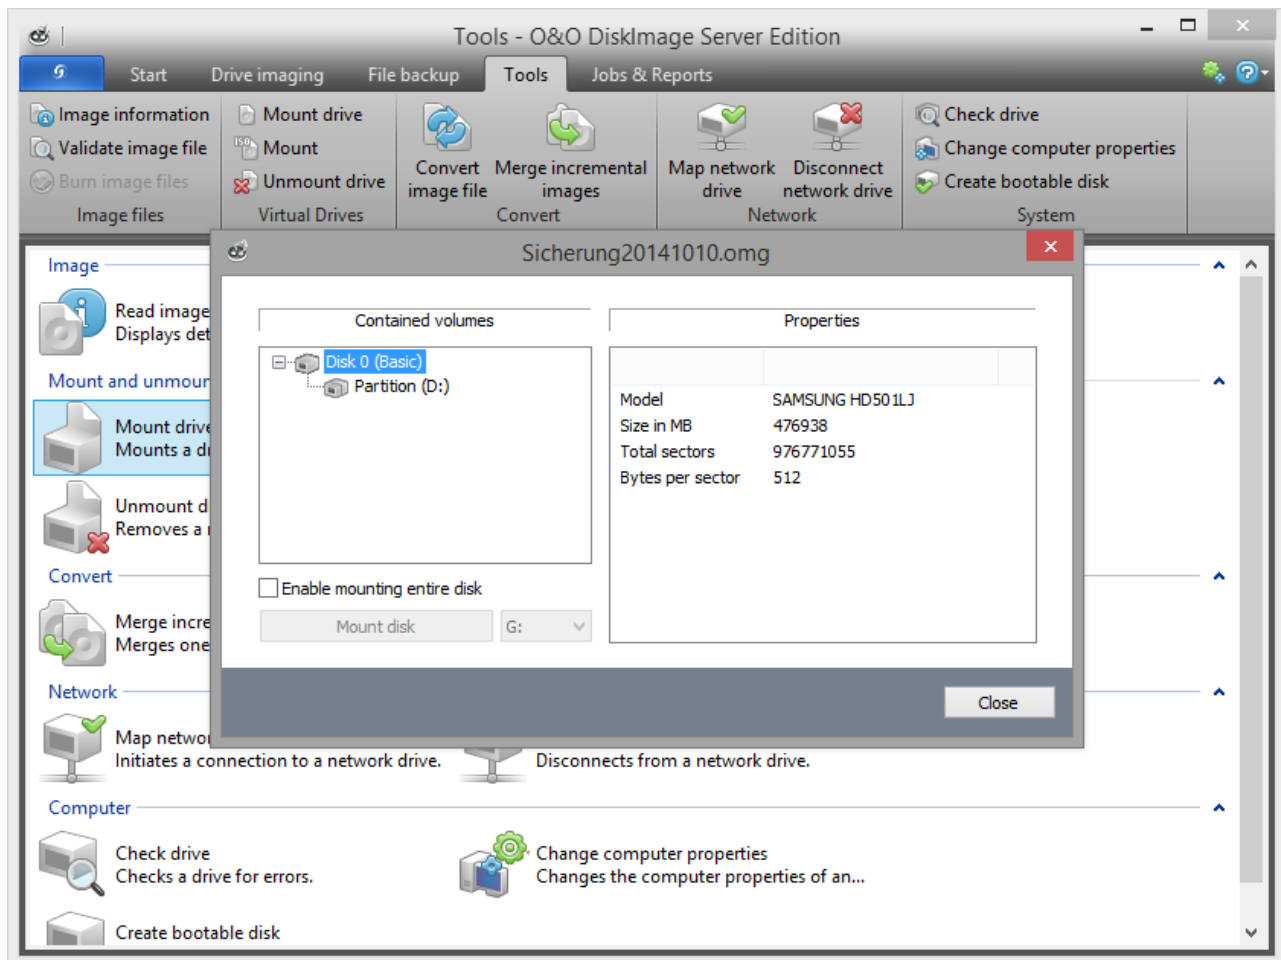 Tools - O&O DiskImage Server Edition
Start Drive imaging File backup Tools Jobs & Reports
Image information
Validate image file
Burn image files
Image files
Mount drive
ISO Mount
Unmount drive
Virtual Drives
Convert
image file
Merge incremental
images
Convert
Map network
drive
Disconnect
network drive
Network
Check drive
Change computer properties
Create bootable disk
System
Sicherung20141010.omg
Contained volumes
Disk 0 (Basic)
Partition (D:)
Enable mounting entire disk
Mount disk G:
Properties
Model SAMSUNG HD501LJ
Size in MB 476938
Total sectors 976771055
Bytes per sector 512
Close
Image
Read image
Displays det
Mount and unmour
Mount drive
Mounts a dr
Unmount d
Removes a
Convert
Merge incre
Merges one
Network
Map networ
Initiates a connection to a network drive.
Disconnects from a network drive.
Computer
Check drive
Checks a drive for errors.
Change computer properties
Changes the computer properties of an...
Create bootable disk